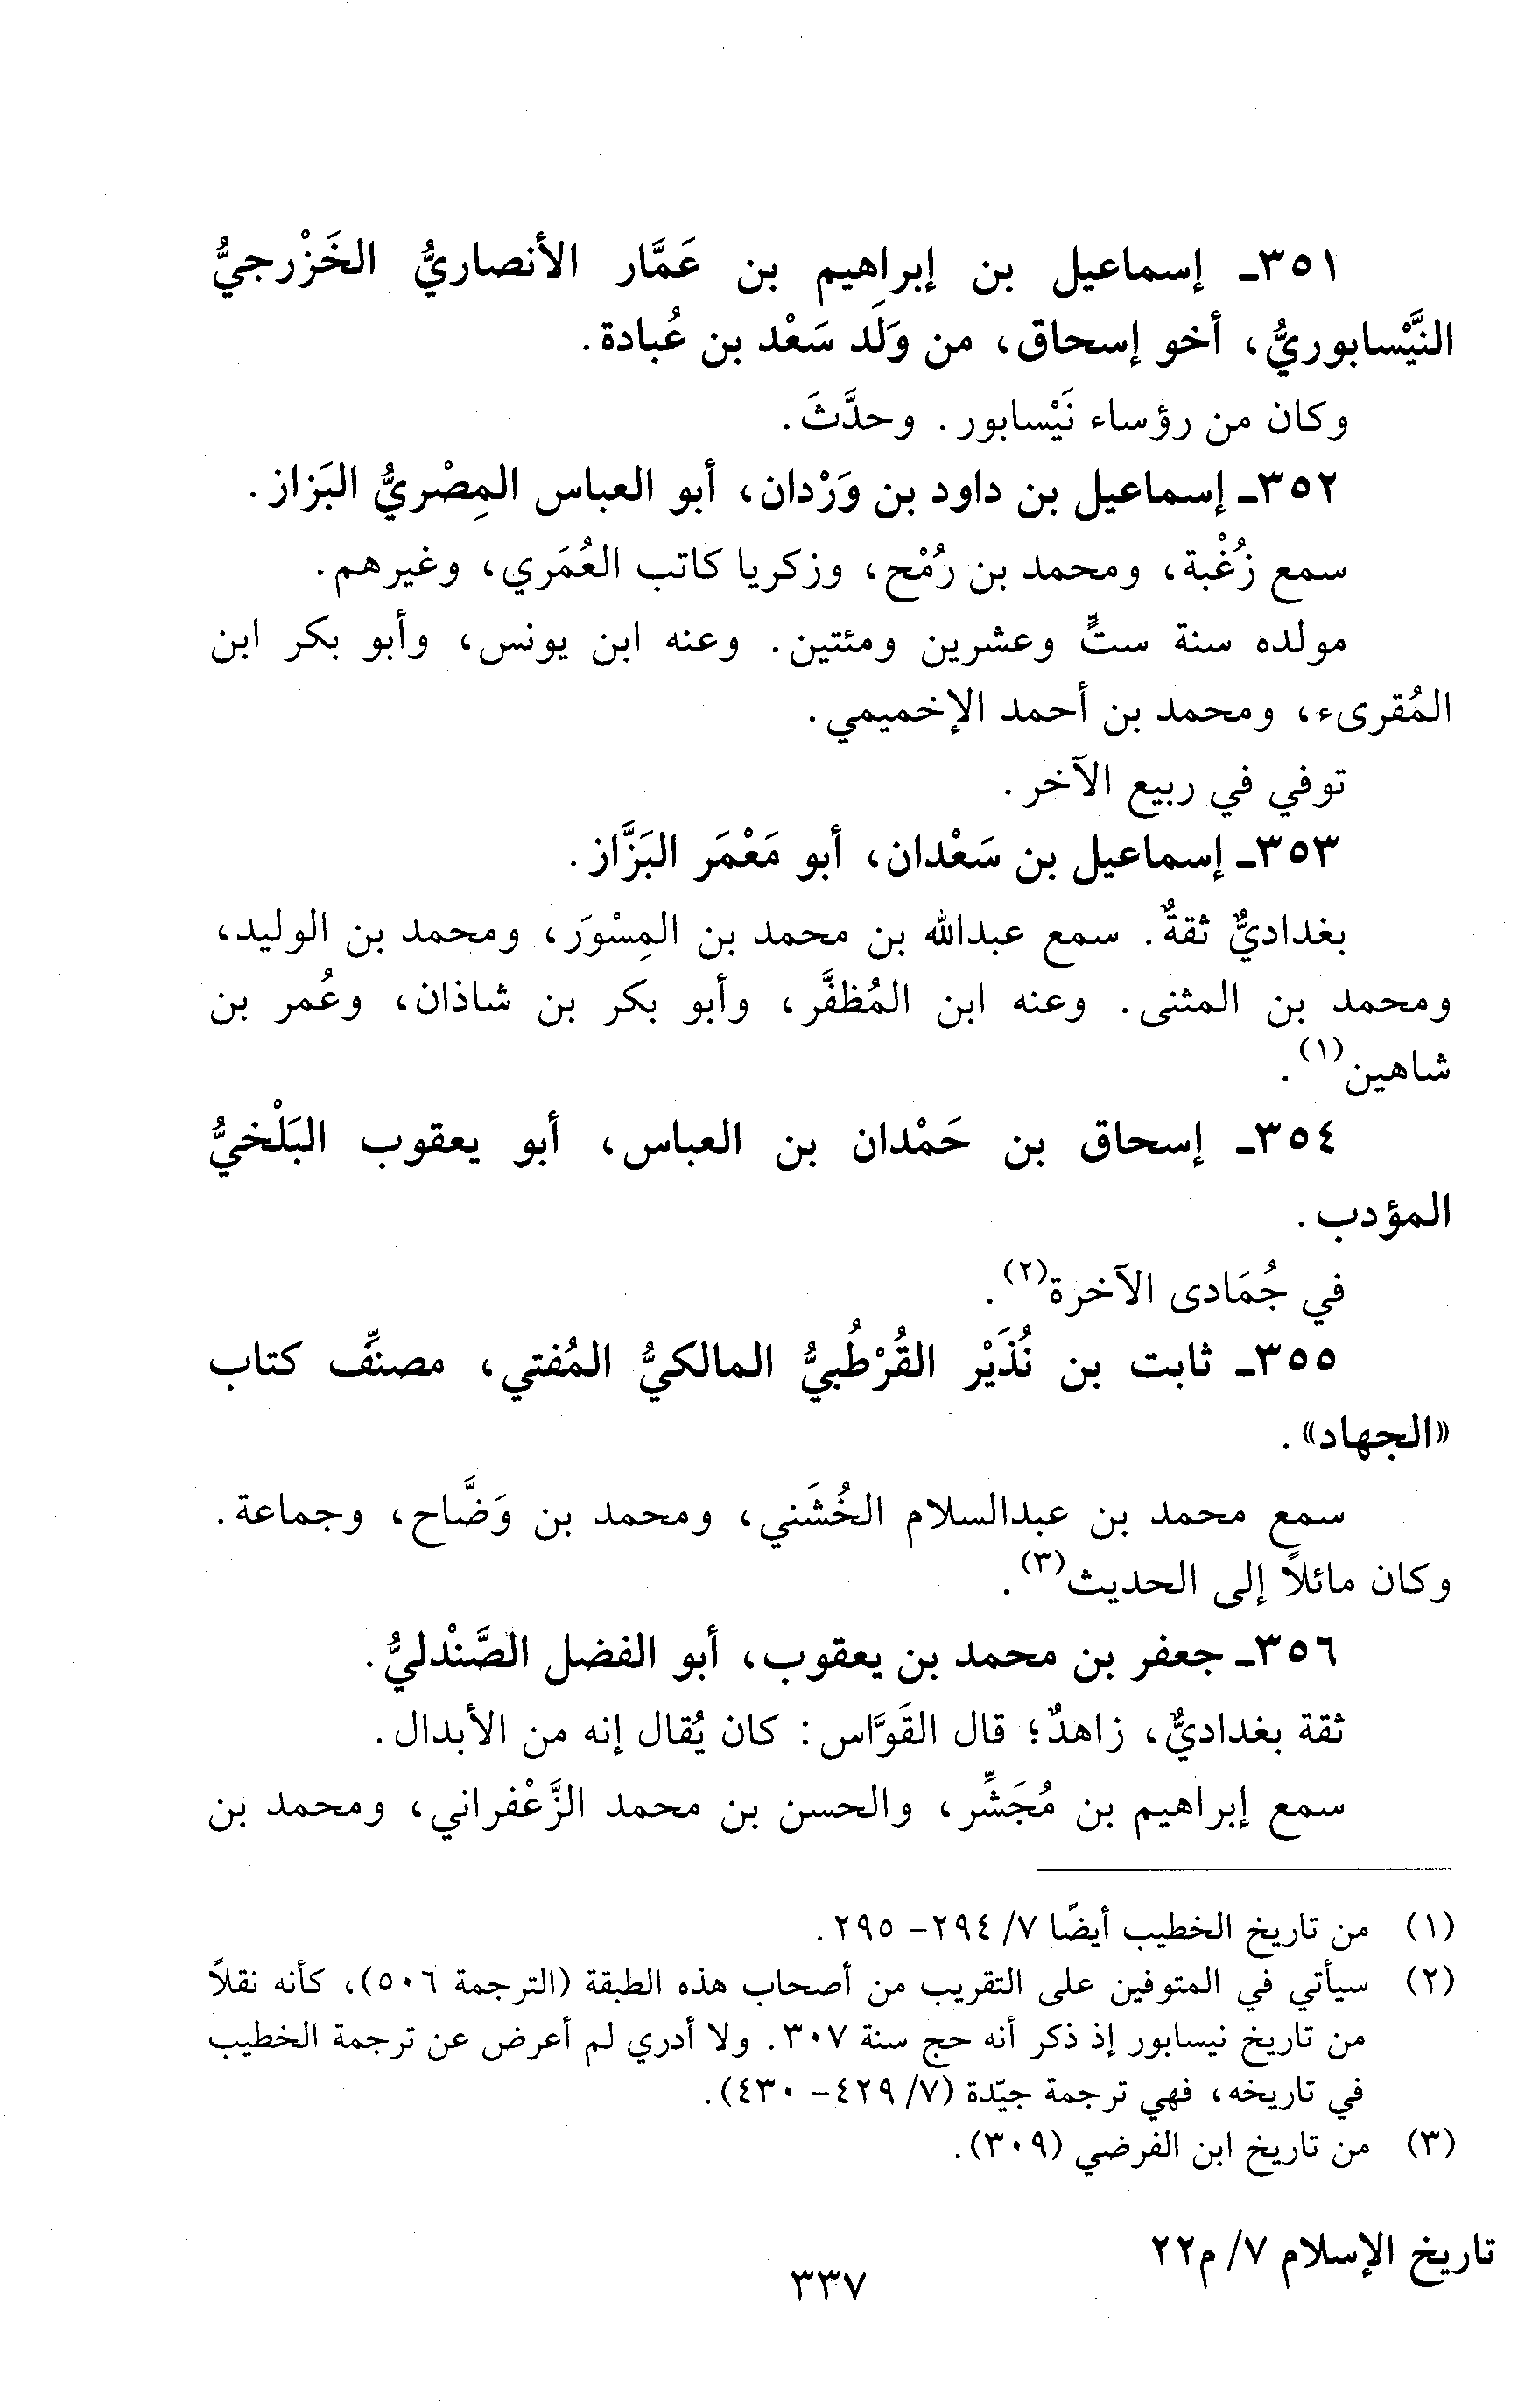 ٣٥١ـ إسماعيل بن إبراهيم بن عَمَّار الأنصاريُّ الخَزْرجيُّ
النَّيْسابوريُّ، أخو إسحاق، من وَلَد سَعْد بن عُبادة.
وكان من رؤساء نَيْسابور. وحدَّثَ.
٣٥٢ـ إسماعيل بن داود بن وَرْدان، أبو العباس المِصْريُّ البَزاز.
سمع زُغْبة، ومحمد بن رُمْح، وزكريا كاتب العُمَري، وغيرهم.
مولده سنة ستٍّ وعشرين ومئتين. وعنه ابن يونس، وأبو بكر ابن
المُقرىء، ومحمد بن أحمد الإخميمي.
توفي في ربيع الآخر.
٣٥٣ـ إسماعيل بن سَعْدان، أبو مَعْمَر البَزَّاز.
بغداديٌّ ثقةٌ. سمع عبدالله بن محمد بن المِسْوَر، ومحمد بن الوليد،
ومحمد بن المثنى. وعنه ابن المُظفَّر، وأبو بكر بن شاذان، وعُمر بن
شاهين(١).
٣٥٤ـ إسحاق بن حَمْدان بن العباس، أبو يعقوب البَلْخيُّ
المؤدب.
في جُمَادى الآخرة(٢).
٣٥٥ـ ثابت بن نُذَيْر القُرْطُبيُّ المالكيُّ المُفتي، مصنِّف كتاب
«الجهاد».
سمع محمد بن عبدالسلام الخُشَني، ومحمد بن وَضَّاح، وجماعة.
وكان مائلاً إلى الحديث(٣).
٣٥٦ـ جعفر بن محمد بن يعقوب، أبو الفضل الصَّنْدليُّ.
ثقة بغداديٌّ، زاهدٌ؛ قال القَوَّاس: كان يُقال إنه من الأبدال.
سمع إبراهيم بن مُجَشِّر، والحسن بن محمد الزَّعْفراني، ومحمد بن
(١) من تاريخ الخطيب أيضًا ٧/ ٢٩٤ - ٢٩٥.
(٢) سيأتي في المتوفين على التقريب من أصحاب هذه الطبقة (الترجمة ٥٠٦)، كأنه نقلاً
من تاريخ نيسابور إذ ذكر أنه حج سنة ٣٠٧. ولا أدري لم أعرض عن ترجمة الخطيب
في تاريخه، فهي ترجمة جيّدة (٧/ ٤٢٩ - ٤٣٠).
(٣) من تاريخ ابن الفرضي (٣٠٩).
تاريخ الإسلام ٧/ م٢٢
٣٣٧